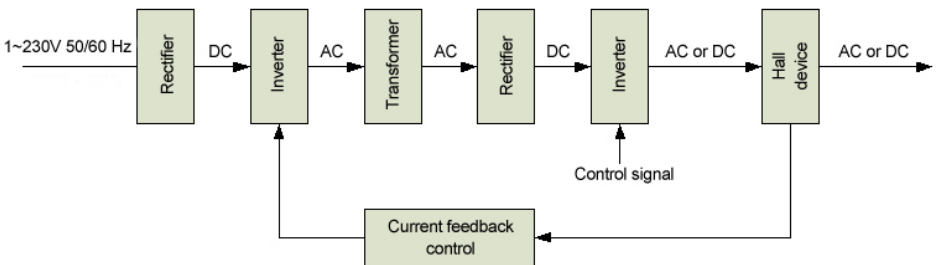 1~230V 50/60 Hz
Rectifier
DC
Inverter
AC
Transformer
AC
Rectifier
DC
Inverter
AC or DC
Hall
device
AC or DC
Control signal
Current feedback
control